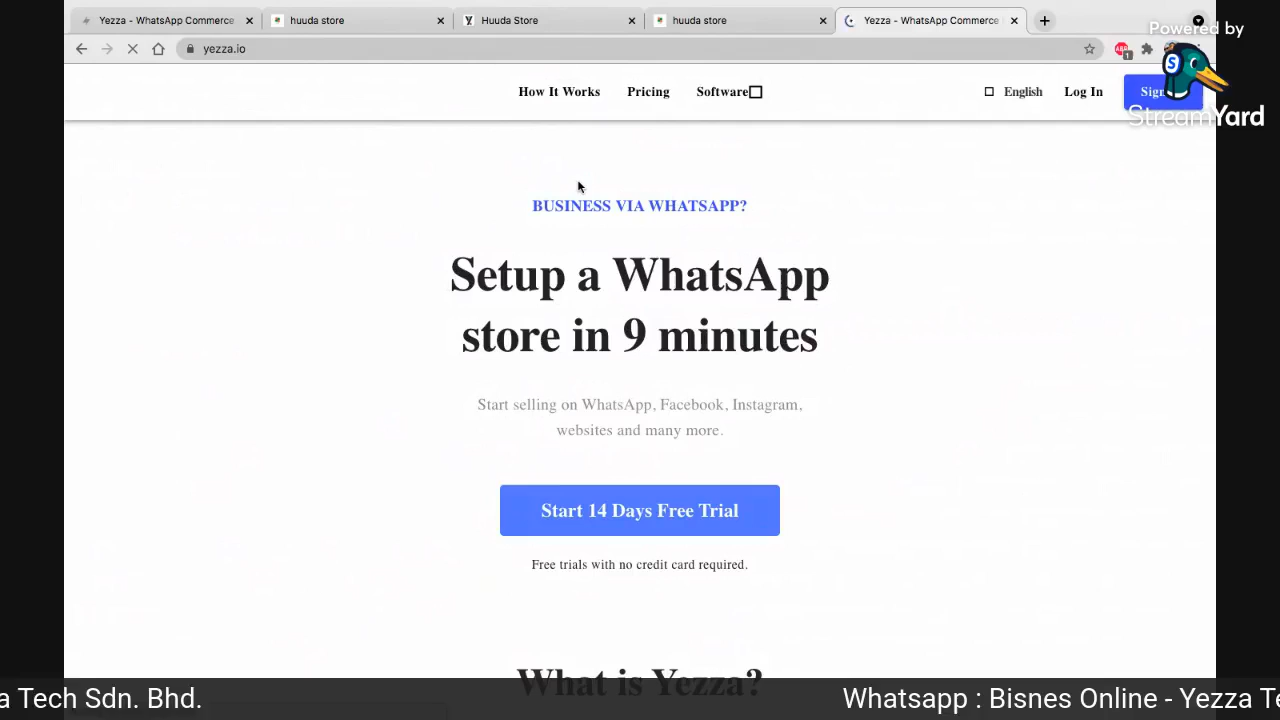 Yezza - WhatsApp Commerce
huuda store
Huuda Store
huuda store
Yezza - WhatsApp Commerce
Powered by
yezza.io
ABP
1
How It Works
Pricing
Software
English
Log In
Sign
S
StreamYard
BUSINESS VIA WHATSAPP?
Setup a WhatsApp
store in 9 minutes
Start selling on WhatsApp, Facebook, Instagram,
websites and many more.
Start 14 Days Free Trial
Free trials with no credit card required.
What is Yezza?
a Tech Sdn. Bhd.
Whatsapp : Bisnes Online - Yezza Te